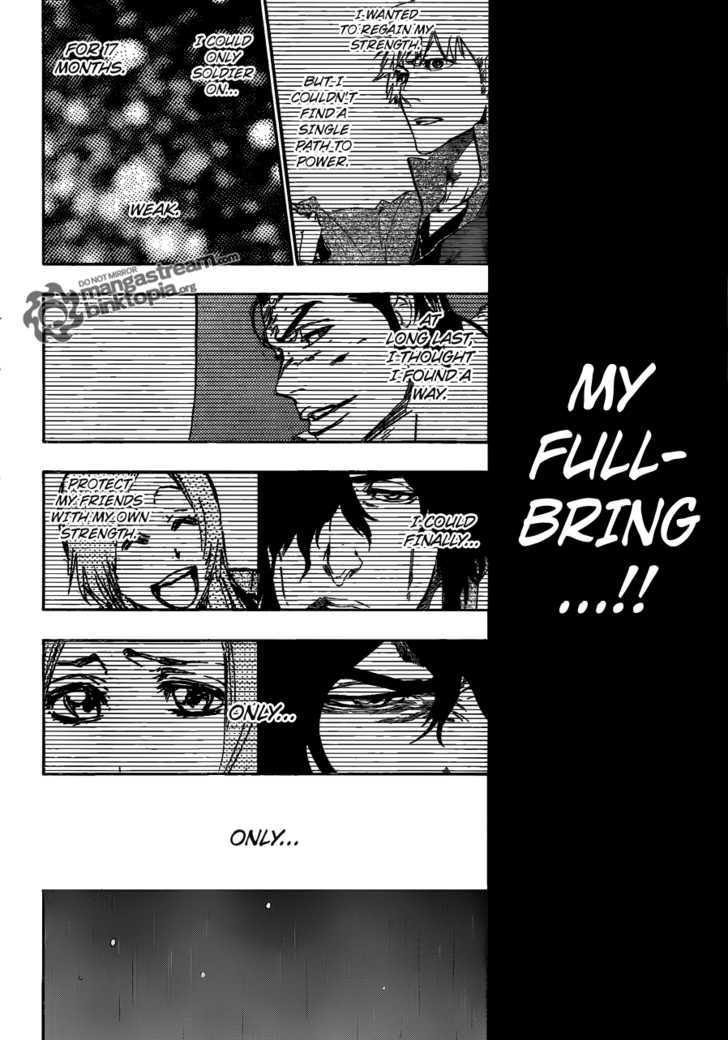 MY
FULL-
BRING
...!!
I WANTED
TO REGAIN MY
STRENGTH.
BUT I
COULDN'T
FIND A
SINGLE
PATH TO
POWER.
I COULD
ONLY
SOLDIER
ON...
FOR 17
MONTHS.
WEAK.
DO NOT MIRROR
mangastream.com
binktopia.org
AT
LONG LAST,
I THOUGHT
I FOUND A
WAY.
I COULD
FINALLY...
PROTECT
MY FRIENDS
WITH MY OWN
STRENGTH.
ONLY...
ONLY...